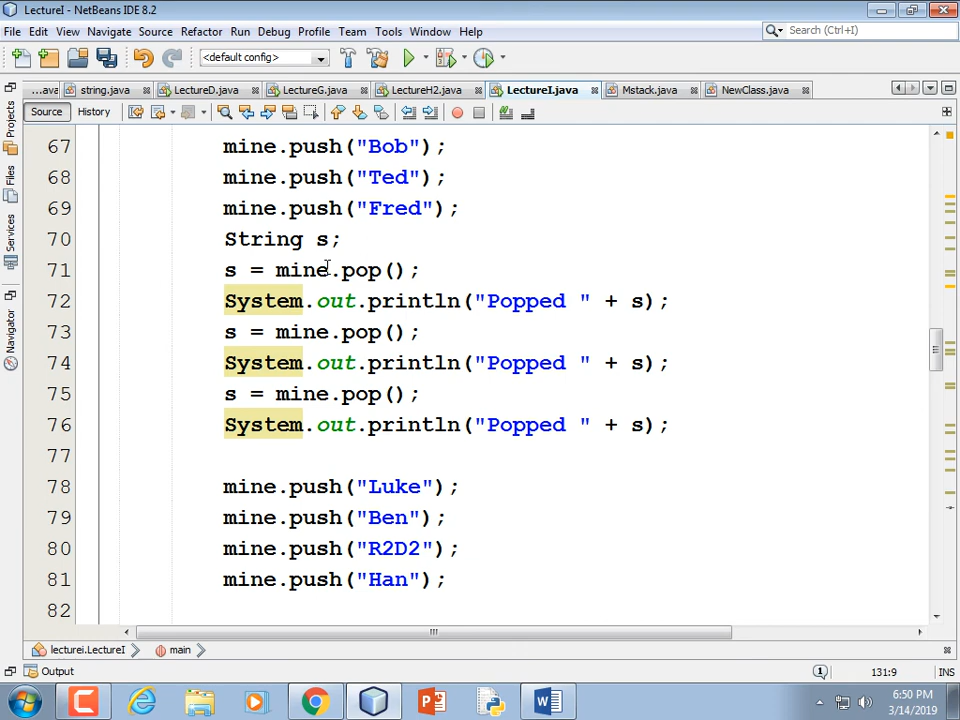 LectureI - NetBeans IDE 8.2
File Edit View Navigate Source Refactor Run Debug Profile Team Tools Window Help
Search (Ctrl+I)
<default config>
...ava string.java LectureD.java LectureG.java LectureH2.java LectureI.java Mstack.java NewClass.java
Source History
Projects
Files
Services
Navigator
67 mine.push("Bob");
68 mine.push("Ted");
69 mine.push("Fred");
70 String s;
71 s = mine.pop();
72 System.out.println("Popped " + s);
73 s = mine.pop();
74 System.out.println("Popped " + s);
75 s = mine.pop();
76 System.out.println("Popped " + s);
77
78 mine.push("Luke");
79 mine.push("Ben");
80 mine.push("R2D2");
81 mine.push("Han");
82
lecturei.LectureI main
Output
1 131:9 INS
6:50 PM
3/14/2019